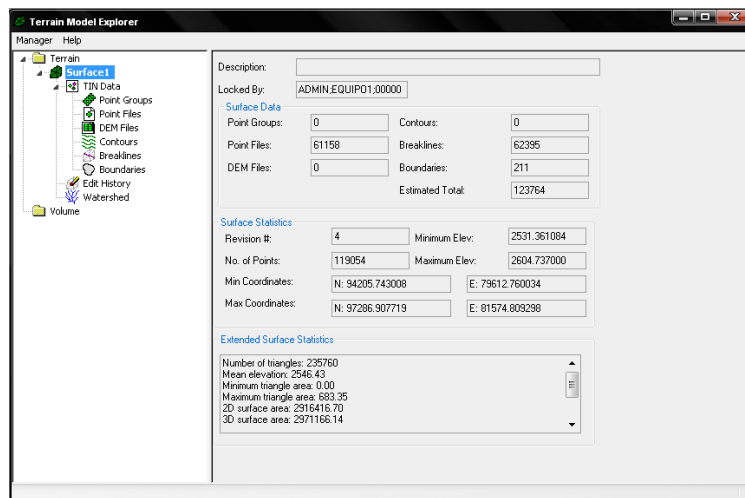 Terrain Model Explorer
Manager Help
Terrain
Surface1
TIN Data
Point Groups
Point Files
DEM Files
Contours
Breaklines
Boundaries
Edit History
Watershed
Volume
Description:
Locked By: ADMIN;EQUIPO1;00000
Surface Data
Point Groups: 0 Contours: 0
Point Files: 61158 Breaklines: 62395
DEM Files: 0 Boundaries: 211
Estimated Total: 123764
Surface Statistics
Revision #: 4 Minimum Elev: 2531.361084
No. of Points: 119054 Maximum Elev: 2604.737000
Min Coordinates: N: 94205.743008 E: 79612.760034
Max Coordinates: N: 97286.907719 E: 81574.809298
Extended Surface Statistics
Number of triangles: 235760
Mean elevation: 2546.43
Minimum triangle area: 0.00
Maximum triangle area: 683.35
2D surface area: 2916416.70
3D surface area: 2971166.14